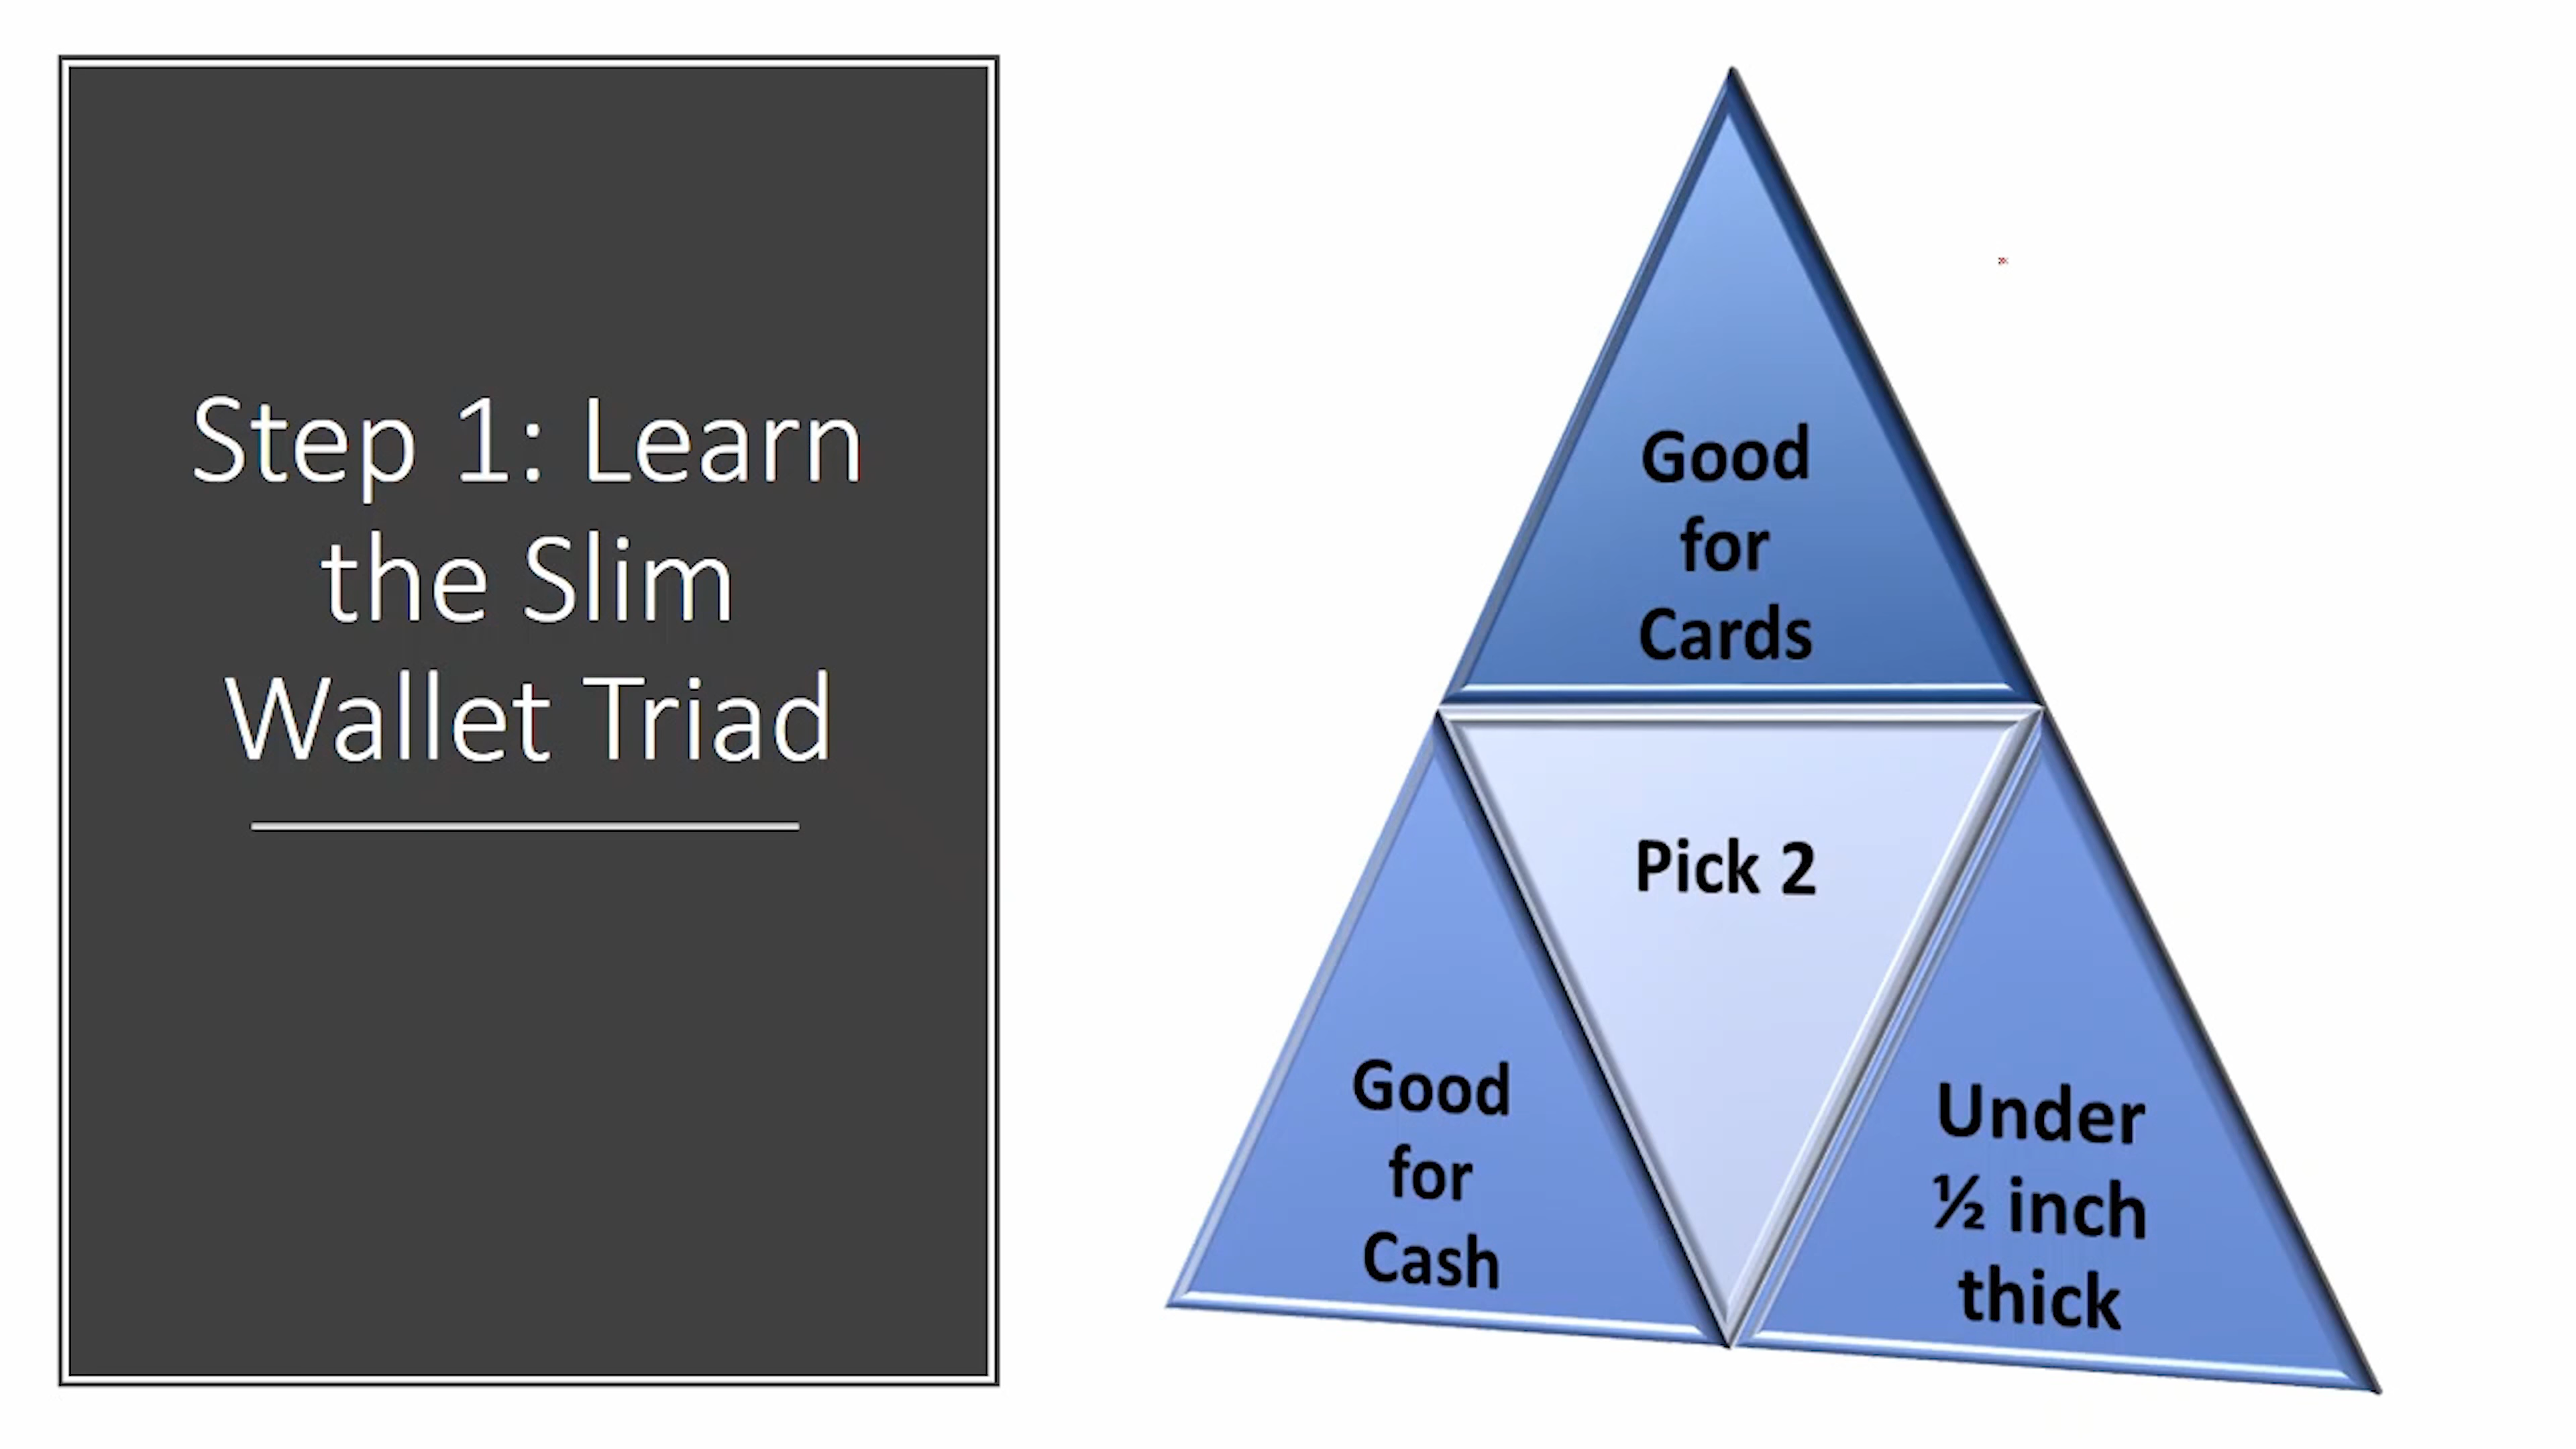 Step 1: Learn
the Slim
Wallet Triad
Good
for
Cards
Pick 2
Good
for
Cash
Under
½ inch
thick